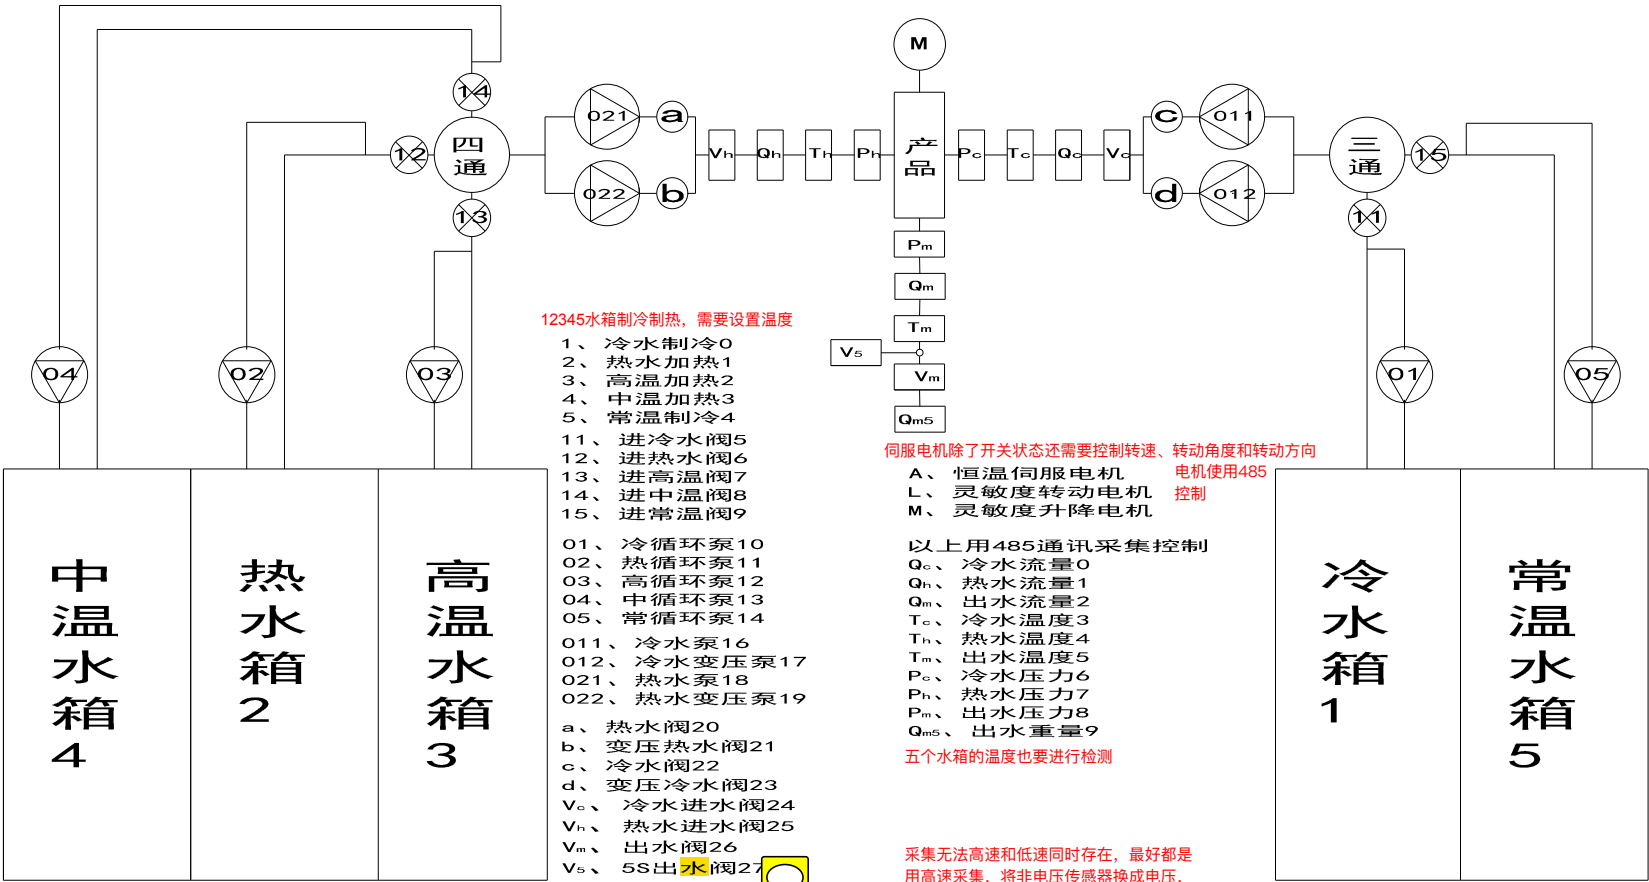 M
14
四通
12
13
021
022
a
b
Vh
Qh
Th
Ph
产品
Pc
Tc
Qc
Vc
c
d
011
012
三通
15
11
Pm
Qm
Tm
V5
Vm
Qm5
04
02
03
01
05
12345水箱制冷制热，需要设置温度
1、冷水制冷0
2、热水加热1
3、高温加热2
4、中温加热3
5、常温制冷4
11、进冷水阀5
12、进热水阀6
13、进高温阀7
14、进中温阀8
15、进常温阀9
01、冷循环泵10
02、热循环泵11
03、高循环泵12
04、中循环泵13
05、常循环泵14
011、冷水泵16
012、冷水变压泵17
021、热水泵18
022、热水变压泵19
a、热水阀20
b、变压热水阀21
c、冷水阀22
d、变压冷水阀23
Vc、冷水进水阀24
Vh、热水进水阀25
Vm、出水阀26
V5、5S出水阀27
伺服电机除了开关状态还需要控制转速、转动角度和转动方向
电机使用485
控制
A、恒温伺服电机
L、灵敏度转动电机
M、灵敏度升降电机
以上用485通讯采集控制
Qc、冷水流量0
Qh、热水流量1
Qm、出水流量2
Tc、冷水温度3
Th、热水温度4
Tm、出水温度5
Pc、冷水压力6
Ph、热水压力7
Pm、出水压力8
Qm5、出水重量9
五个水箱的温度也要进行检测
采集无法高速和低速同时存在，最好都是
用高速采集，将非电压传感器换成电压，
中温水箱4
热水箱2
高温水箱3
冷水箱1
常温水箱5